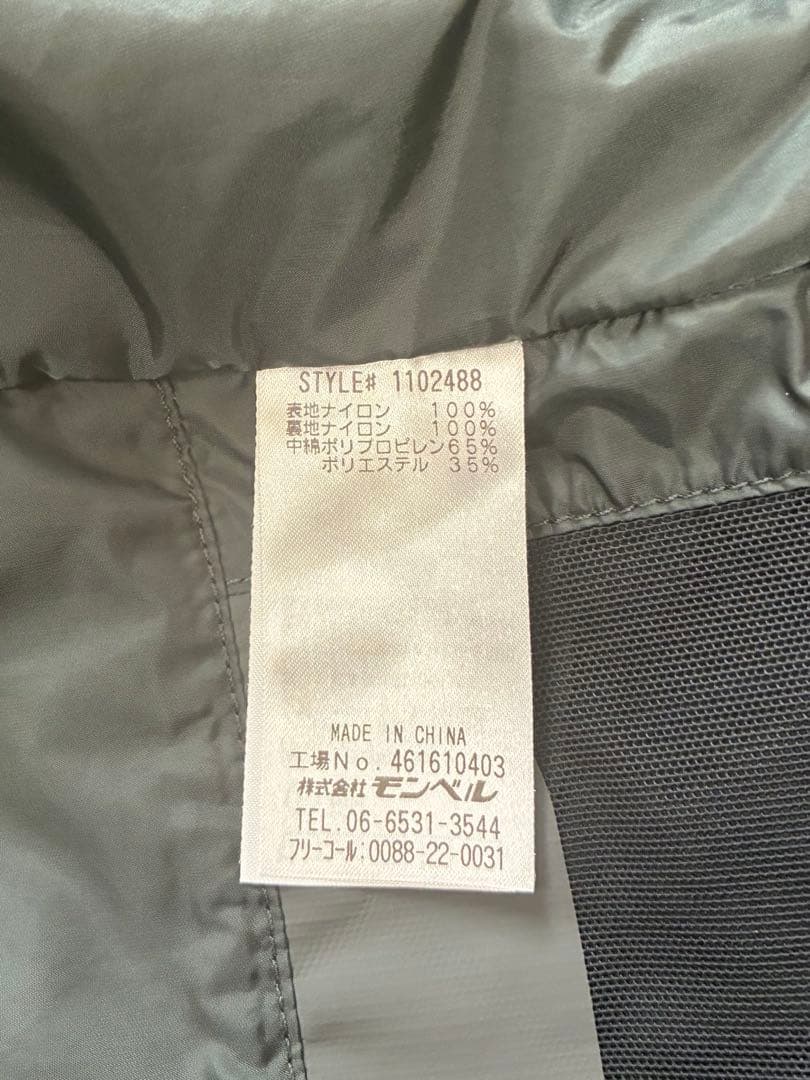 STYLE# 1102488
表地ナイロン 100%
裏地ナイロン 100%
中綿ポリプロピレン65%
ポリエステル 35%
MADE IN CHINA
工場No. 461610403
株式会社 モンベル
TEL.06-6531-3544
フリーコール:0088-22-0031